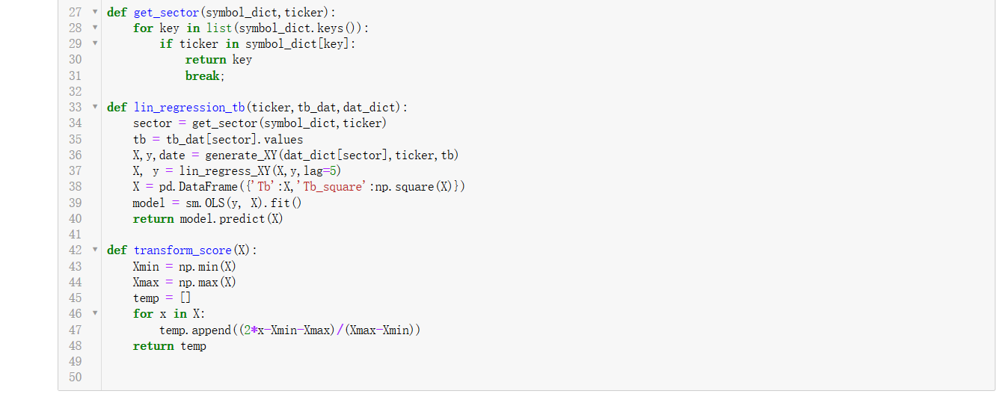 27 def get_sector(symbol_dict,ticker):
28     for key in list(symbol_dict.keys()):
29         if ticker in symbol_dict[key]:
30             return key
31             break;
32
33 def lin_regression_tb(ticker,tb_dat,dat_dict):
34     sector = get_sector(symbol_dict,ticker)
35     tb = tb_dat[sector].values
36     X,y,date = generate_XY(dat_dict[sector],ticker,tb)
37     X, y = lin_regress_XY(X,y,lag=5)
38     X = pd.DataFrame({'Tb':X,'Tb_square':np.square(X)})
39     model = sm.OLS(y, X).fit()
40     return model.predict(X)
41
42 def transform_score(X):
43     Xmin = np.min(X)
44     Xmax = np.max(X)
45     temp = []
46     for x in X:
47         temp.append((2*x-Xmin-Xmax)/(Xmax-Xmin))
48     return temp
49
50